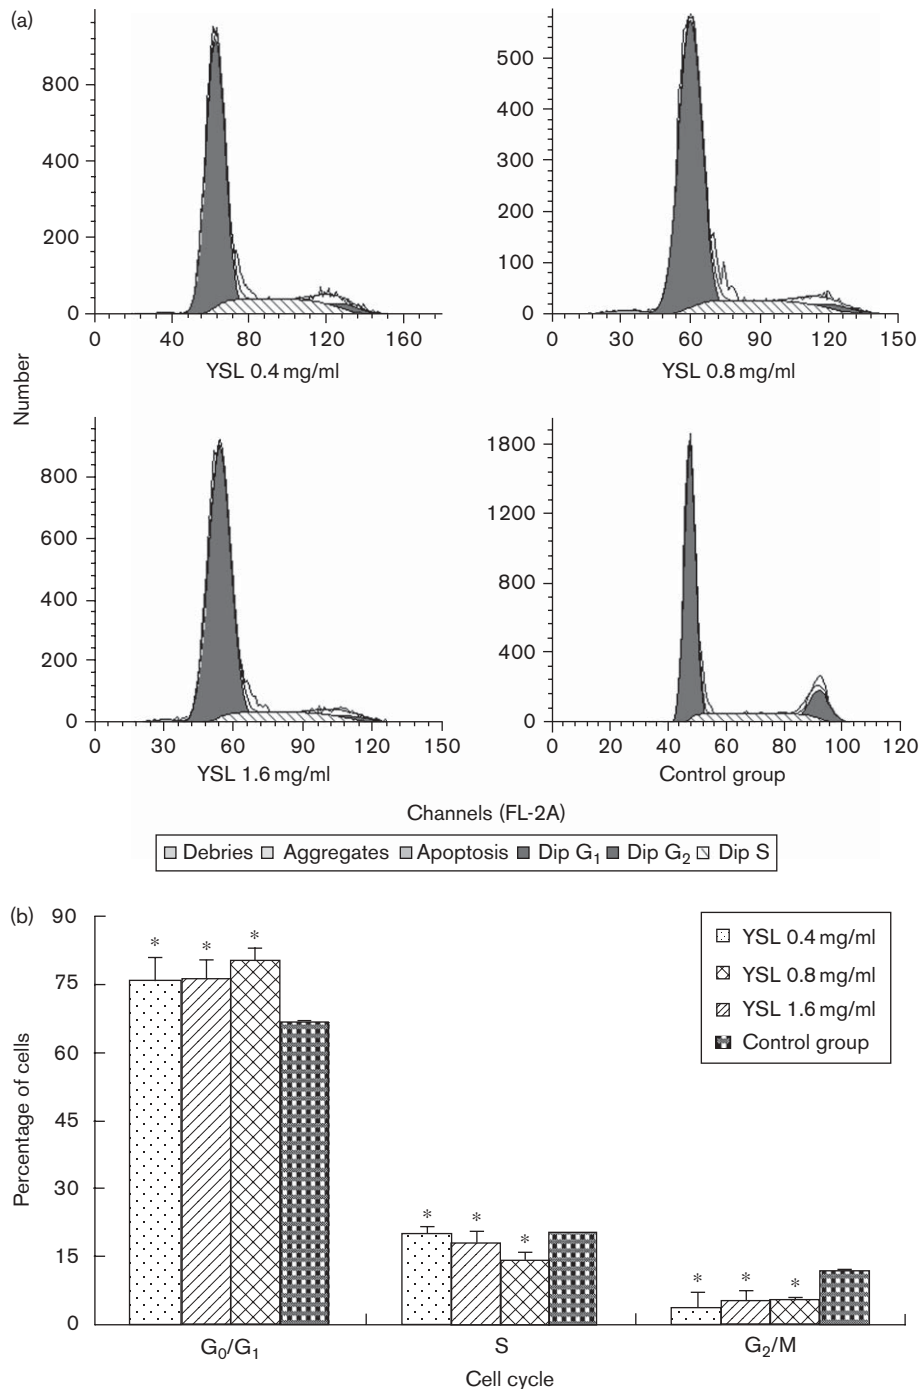 (a)
800
400
200
0
0 40 80 120 160
YSL 0.4 mg/ml
500
400
300
200
100
0
0 30 60 90 120 150
YSL 0.8 mg/ml
Number
800
600
400
200
0
0 30 60 90 120 150
YSL 1.6 mg/ml
1800
1200
800
400
0
0 20 40 60 80 100 120
Control group
Channels (FL-2A)
Debries Aggregates Apoptosis Dip G1 Dip G2 Dip S
(b)
90
75
60
45
30
15
0
Percentage of cells
* * *
* * *
* * *
YSL 0.4 mg/ml
YSL 0.8 mg/ml
YSL 1.6 mg/ml
Control group
G0/G1 S G2/M
Cell cycle